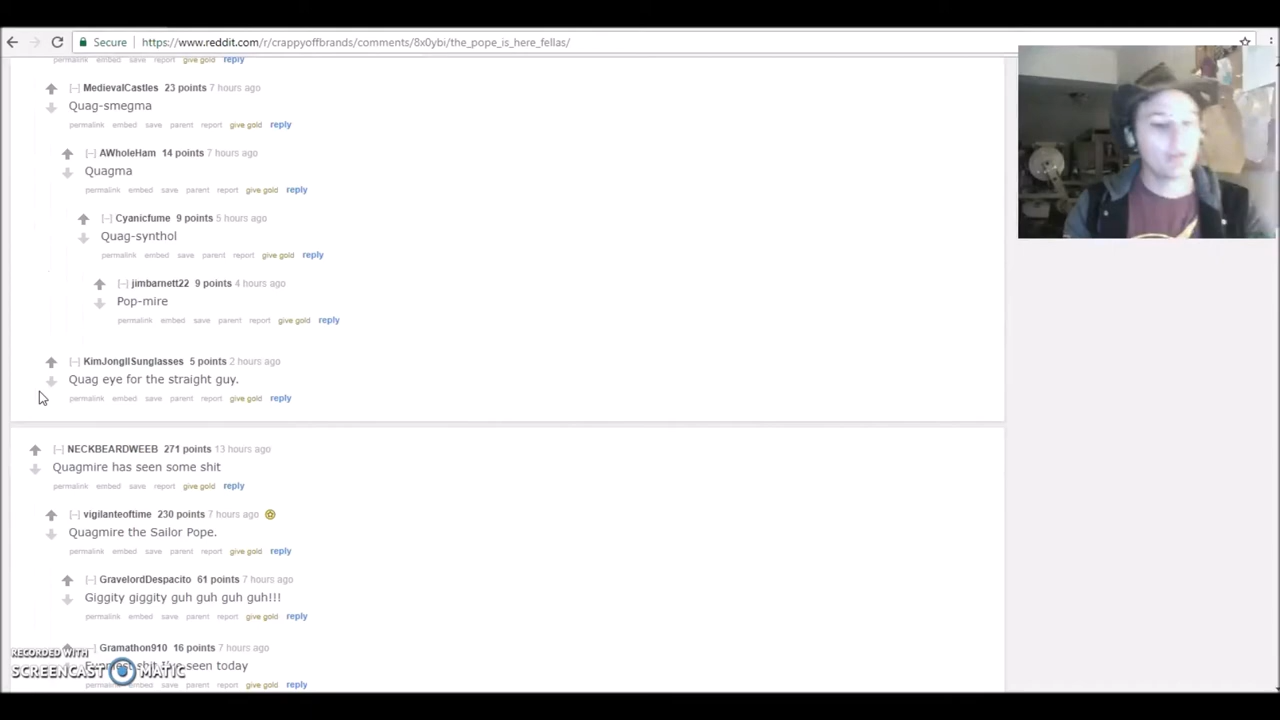 Secure https://www.reddit.com/r/crappyoffbrands/comments/8x0ybi/the_pope_is_here_fellas/
permalink embed save report give gold reply
[–] MedievalCastles 23 points 7 hours ago
Quag-smegma
permalink embed save parent report give gold reply
[–] AWholeHam 14 points 7 hours ago
Quagma
permalink embed save parent report give gold reply
[–] Cyanicfume 9 points 5 hours ago
Quag-synthol
permalink embed save parent report give gold reply
[–] jimbarnett22 9 points 4 hours ago
Pop-mire
permalink embed save parent report give gold reply
[–] KimJongIlSunglasses 5 points 2 hours ago
Quag eye for the straight guy.
permalink embed save parent report give gold reply
[–] NECKBEARDWEEB 271 points 13 hours ago
Quagmire has seen some shit
permalink embed save report give gold reply
[–] vigilanteoftime 230 points 7 hours ago
Quagmire the Sailor Pope.
permalink embed save parent report give gold reply
[–] GravelordDespacito 61 points 7 hours ago
Giggity giggity guh guh guh guh!!!
permalink embed save parent report give gold reply
[–] Gramathon910 16 points 7 hours ago
RECORDED WITH
seen today
SCREENCAST MATIC
permalink embed save parent report give gold reply